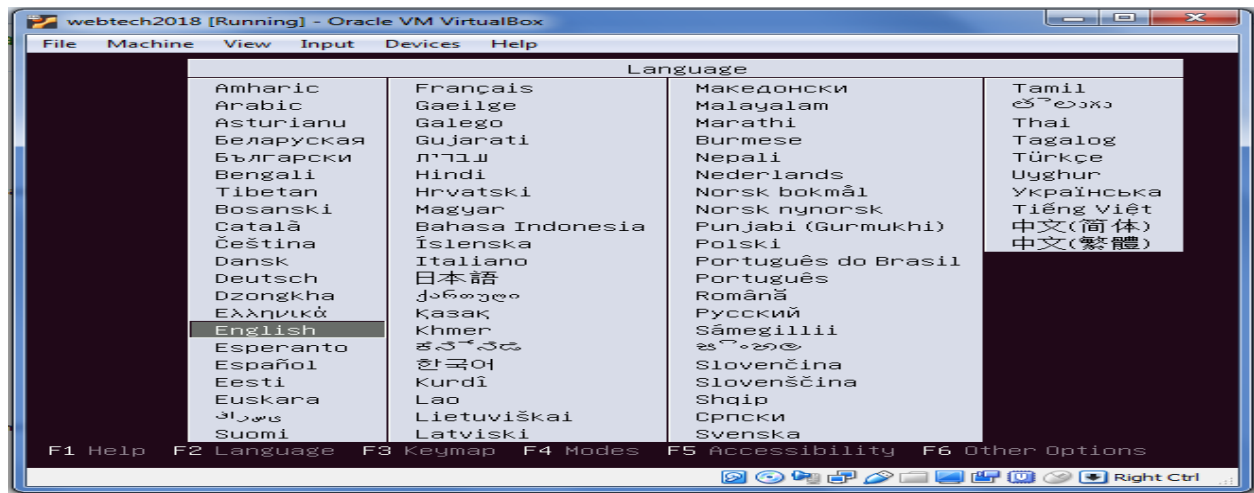 webtech2018 [Running] - Oracle VM VirtualBox
File Machine View Input Devices Help
Language
Amharic
Arabic
Asturianu
Беларуская
Български
Bengali
Tibetan
Bosanski
Català
Čeština
Dansk
Deutsch
Dzongkha
Ελληνικά
English
Esperanto
Español
Eesti
Euskara
فارسی
Suomi
Français
Gaeilge
Galego
Gujarati
עברית
Hindi
Hrvatski
Magyar
Bahasa Indonesia
Íslenska
Italiano
日本語
ქართული
Қазақ
Khmer
ಕನ್ನಡ
한국어
Kurdî
Lao
Lietuviškai
Latviski
Македонски
Malayalam
Marathi
Burmese
Nepali
Nederlands
Norsk bokmål
Norsk nynorsk
Punjabi (Gurmukhi)
Polski
Português do Brasil
Português
Română
Русский
Sámegillii
සිංහල
Slovenčina
Slovenščina
Shqip
Српски
Svenska
Tamil
తెలుగు
Thai
Tagalog
Türkçe
Uyghur
Українська
Tiếng Việt
中文(简体)
中文(繁體)
F1 Help F2 Language F3 Keymap F4 Modes F5 Accessibility F6 Other Options
Right Ctrl